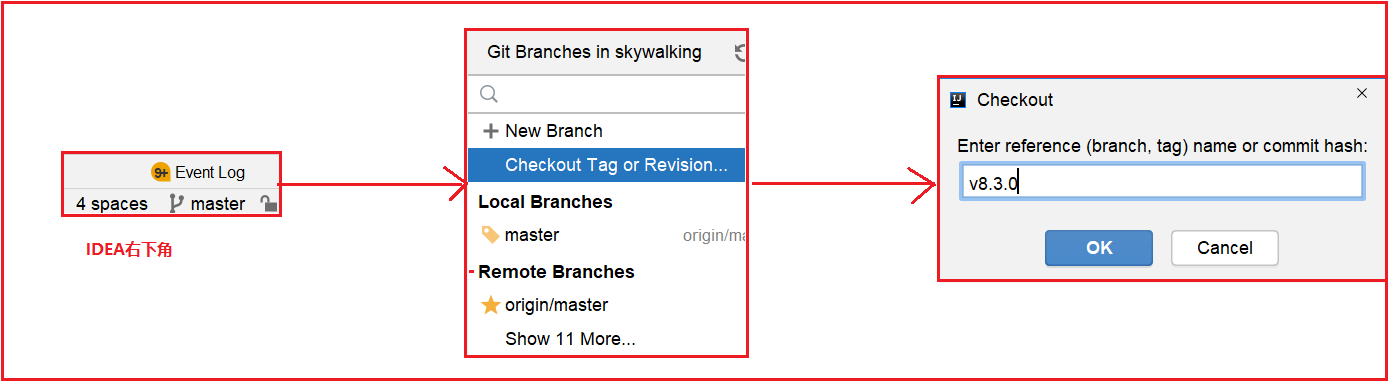 9+ Event Log
4 spaces master
IDEA右下角
Git Branches in skywalking
New Branch
Checkout Tag or Revision...
Local Branches
master origin/ma
Remote Branches
origin/master
Show 11 More...
IJ Checkout
Enter reference (branch, tag) name or commit hash:
v8.3.0
OK Cancel